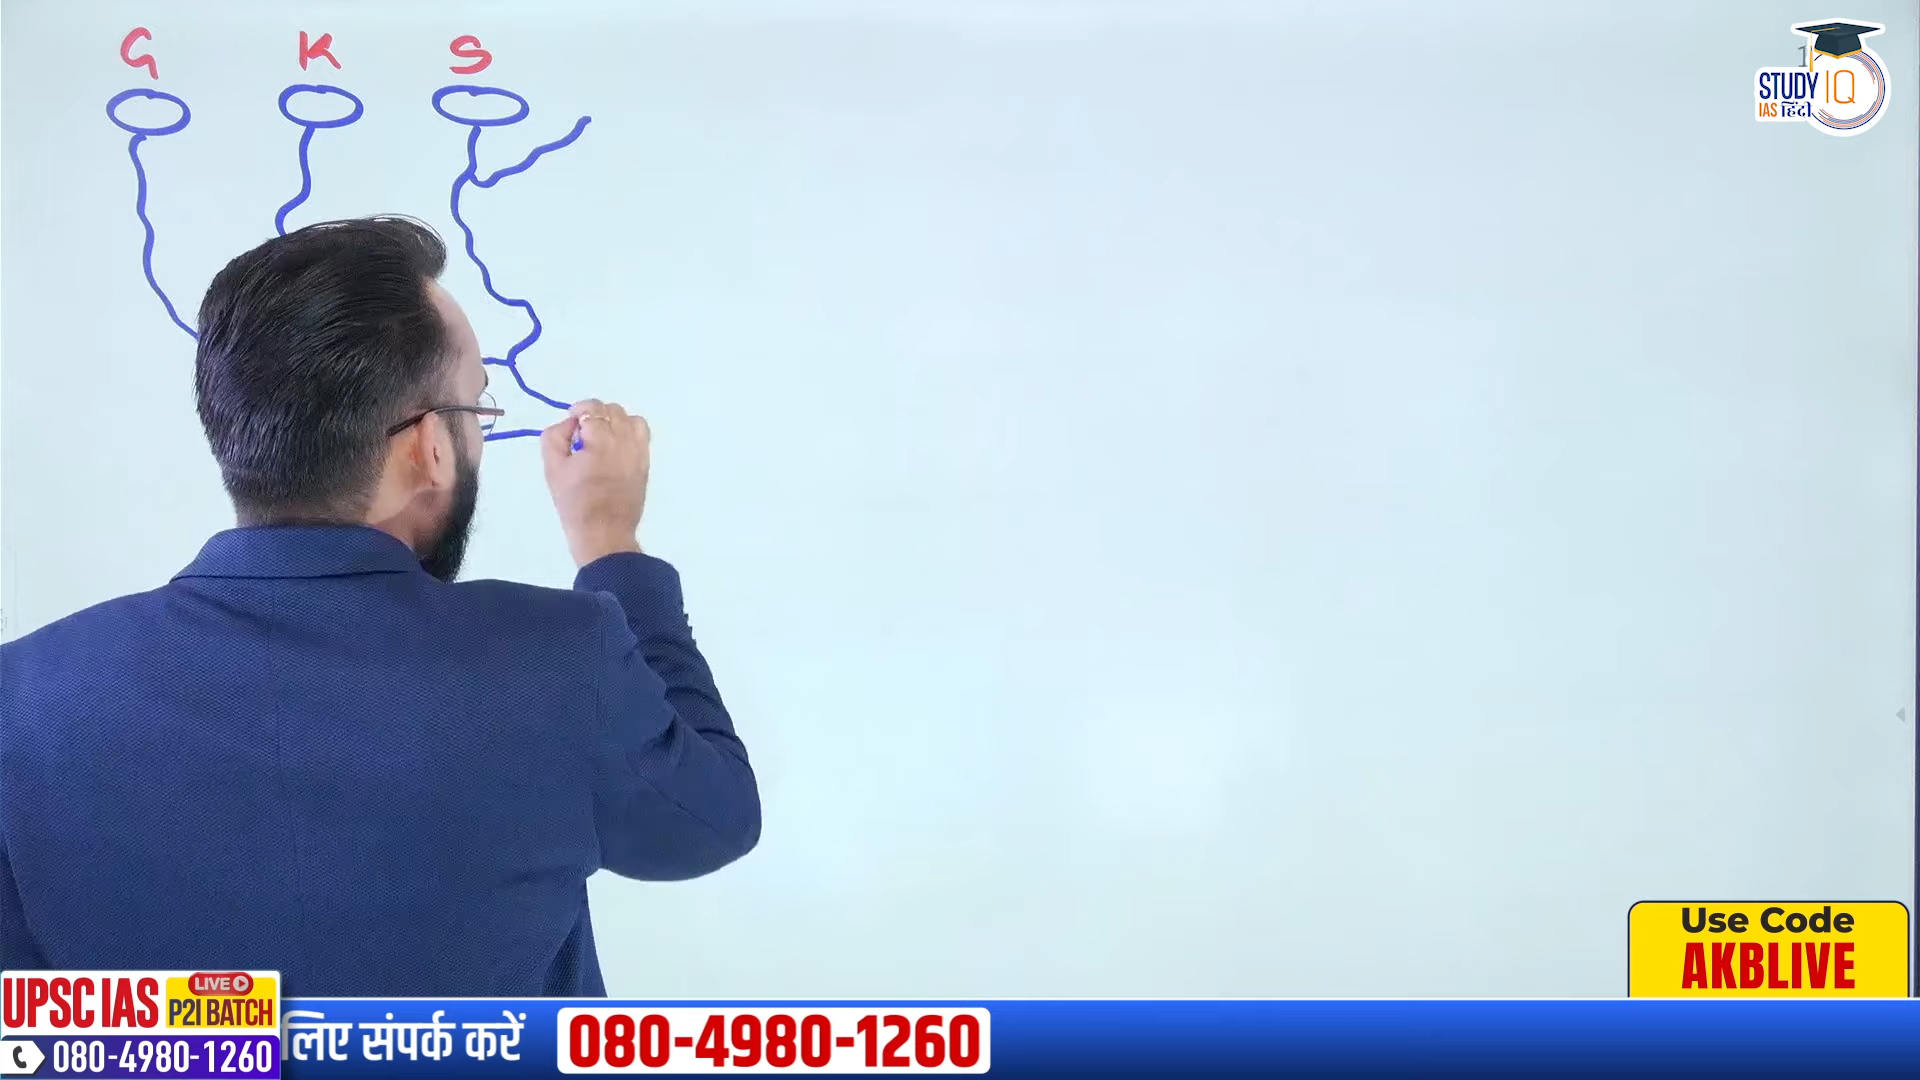 G K S
1
STUDY IQ
IAS हिंदी
Use Code
AKBLIVE
UPSC IAS
LIVE
P2I BATCH
080-4980-1260
लिए संपर्क करें
080-4980-1260